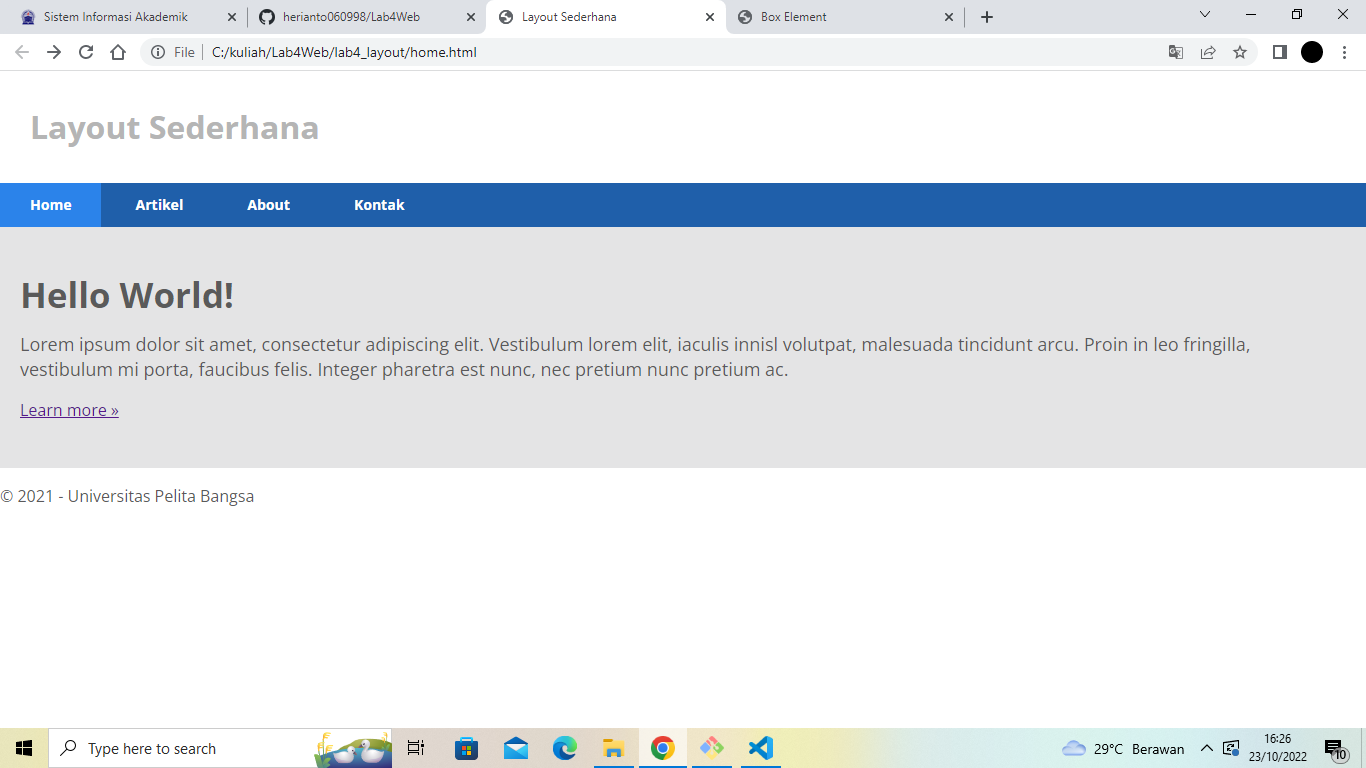 Sistem Informasi Akademik
herianto060998/Lab4Web
Layout Sederhana
Box Element
File
C:/kuliah/Lab4Web/lab4_layout/home.html
Layout Sederhana
Home Artikel About Kontak
Hello World!
Lorem ipsum dolor sit amet, consectetur adipiscing elit. Vestibulum lorem elit, iaculis innisl volutpat, malesuada tincidunt arcu. Proin in leo fringilla,
vestibulum mi porta, faucibus felis. Integer pharetra est nunc, nec pretium nunc pretium ac.
Learn more »
© 2021 - Universitas Pelita Bangsa
Type here to search
29°C Berawan
16:26
23/10/2022
10